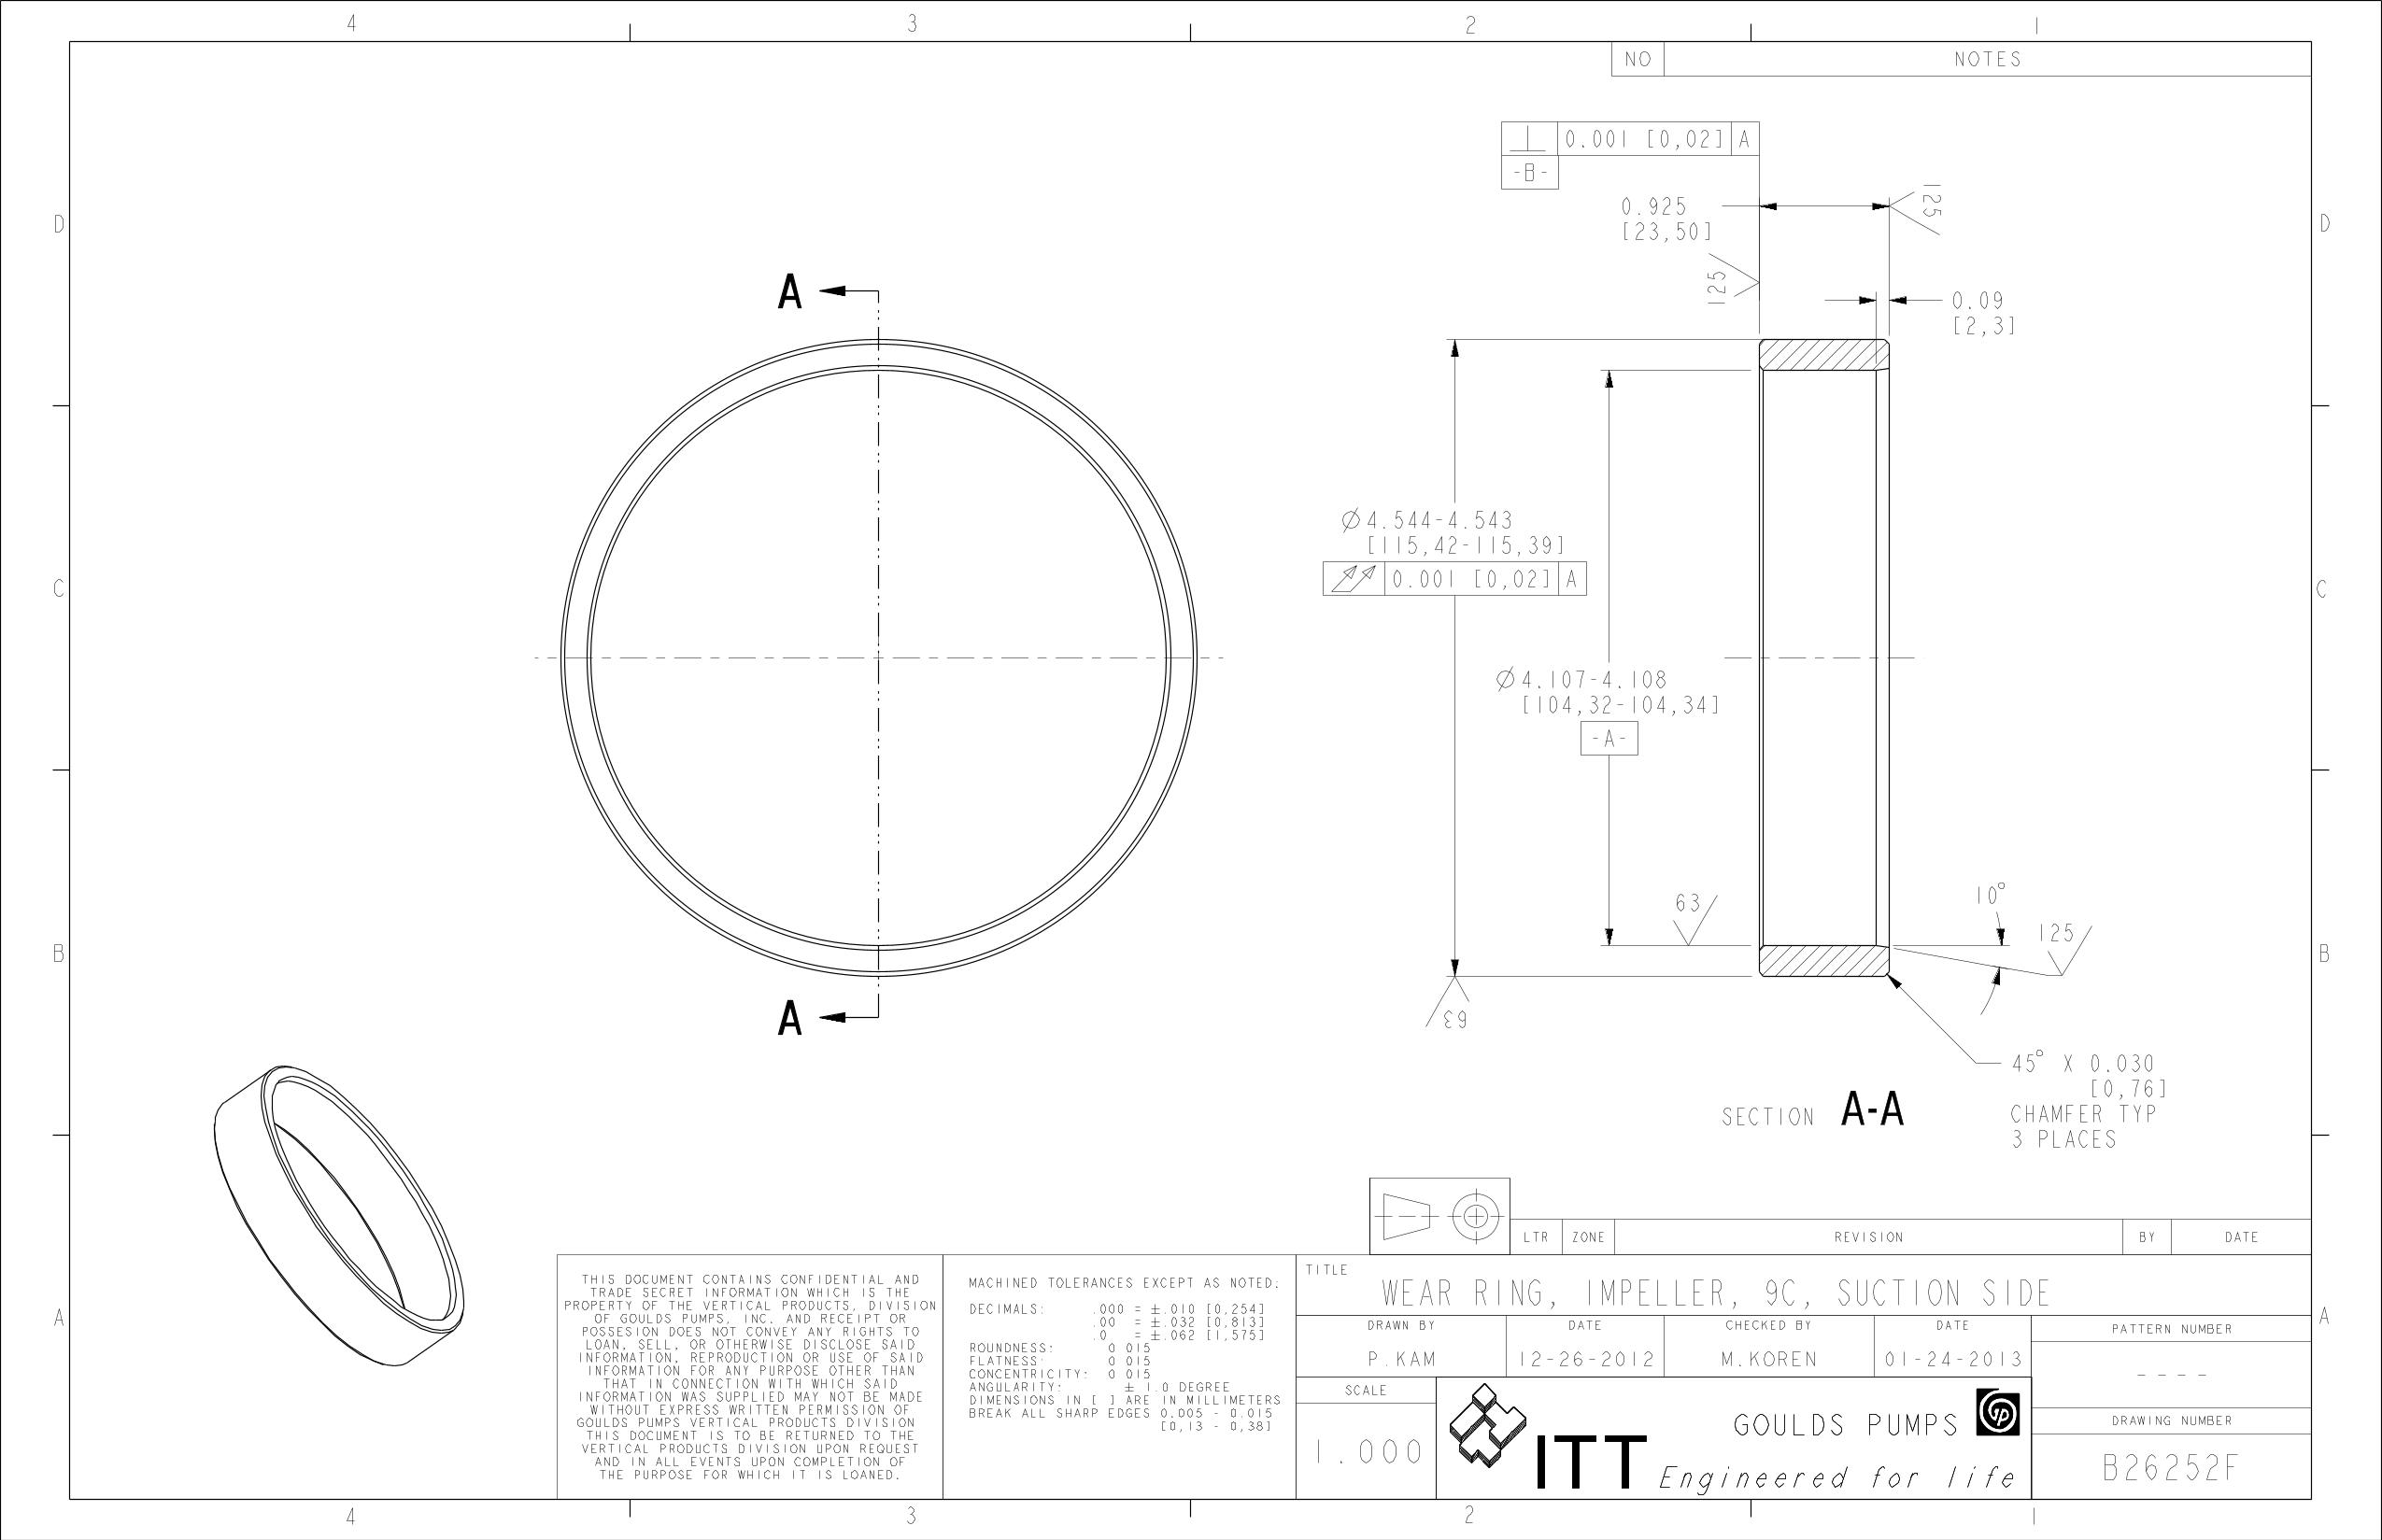 4 3 2 1
NO NOTES
⊥ 0.001 [0,02] A
-B-
0.925
[23,50]
125
125
0.09
[2,3]
D D
A
Ø4.544-4.543
[115,42-115,39]
0.001 [0,02] A
C C
Ø4.107-4.108
[104,32-104,34]
-A-
63
10°
125
B B
A
63
45° X 0.030
[0,76]
CHAMFER TYP
3 PLACES
SECTION A-A
LTR ZONE REVISION BY DATE
A A
THIS DOCUMENT CONTAINS CONFIDENTIAL AND
TRADE SECRET INFORMATION WHICH IS THE
PROPERTY OF THE VERTICAL PRODUCTS, DIVISION
OF GOULDS PUMPS, INC. AND RECEIPT OR
POSSESION DOES NOT CONVEY ANY RIGHTS TO
LOAN, SELL, OR OTHERWISE DISCLOSE SAID
INFORMATION, REPRODUCTION OR USE OF SAID
INFORMATION FOR ANY PURPOSE OTHER THAN
THAT IN CONNECTION WITH WHICH SAID
INFORMATION WAS SUPPLIED MAY NOT BE MADE
WITHOUT EXPRESS WRITTEN PERMISSION OF
GOULDS PUMPS VERTICAL PRODUCTS DIVISION
THIS DOCUMENT IS TO BE RETURNED TO THE
VERTICAL PRODUCTS DIVISION UPON REQUEST
AND IN ALL EVENTS UPON COMPLETION OF
THE PURPOSE FOR WHICH IT IS LOANED.
MACHINED TOLERANCES EXCEPT AS NOTED:
DECIMALS: .000 = ±.010 [0,254]
.00 = ±.032 [0,813]
.0 = ±.062 [1,575]
ROUNDNESS: 0.015
FLATNESS: 0.015
CONCENTRICITY: 0.015
ANGULARITY: ± 1.0 DEGREE
DIMENSIONS IN [ ] ARE IN MILLIMETERS
BREAK ALL SHARP EDGES 0.005 - 0.015
[0,13 - 0,38]
TITLE
WEAR RING, IMPELLER, 9C, SUCTION SIDE
DRAWN BY DATE CHECKED BY DATE
P.KAM 12-26-2012 M.KOREN 01-24-2013
PATTERN NUMBER
----
SCALE
1.000
ITT
GOULDS PUMPS
Engineered for life
DRAWING NUMBER
B26252F
4 3 2 1